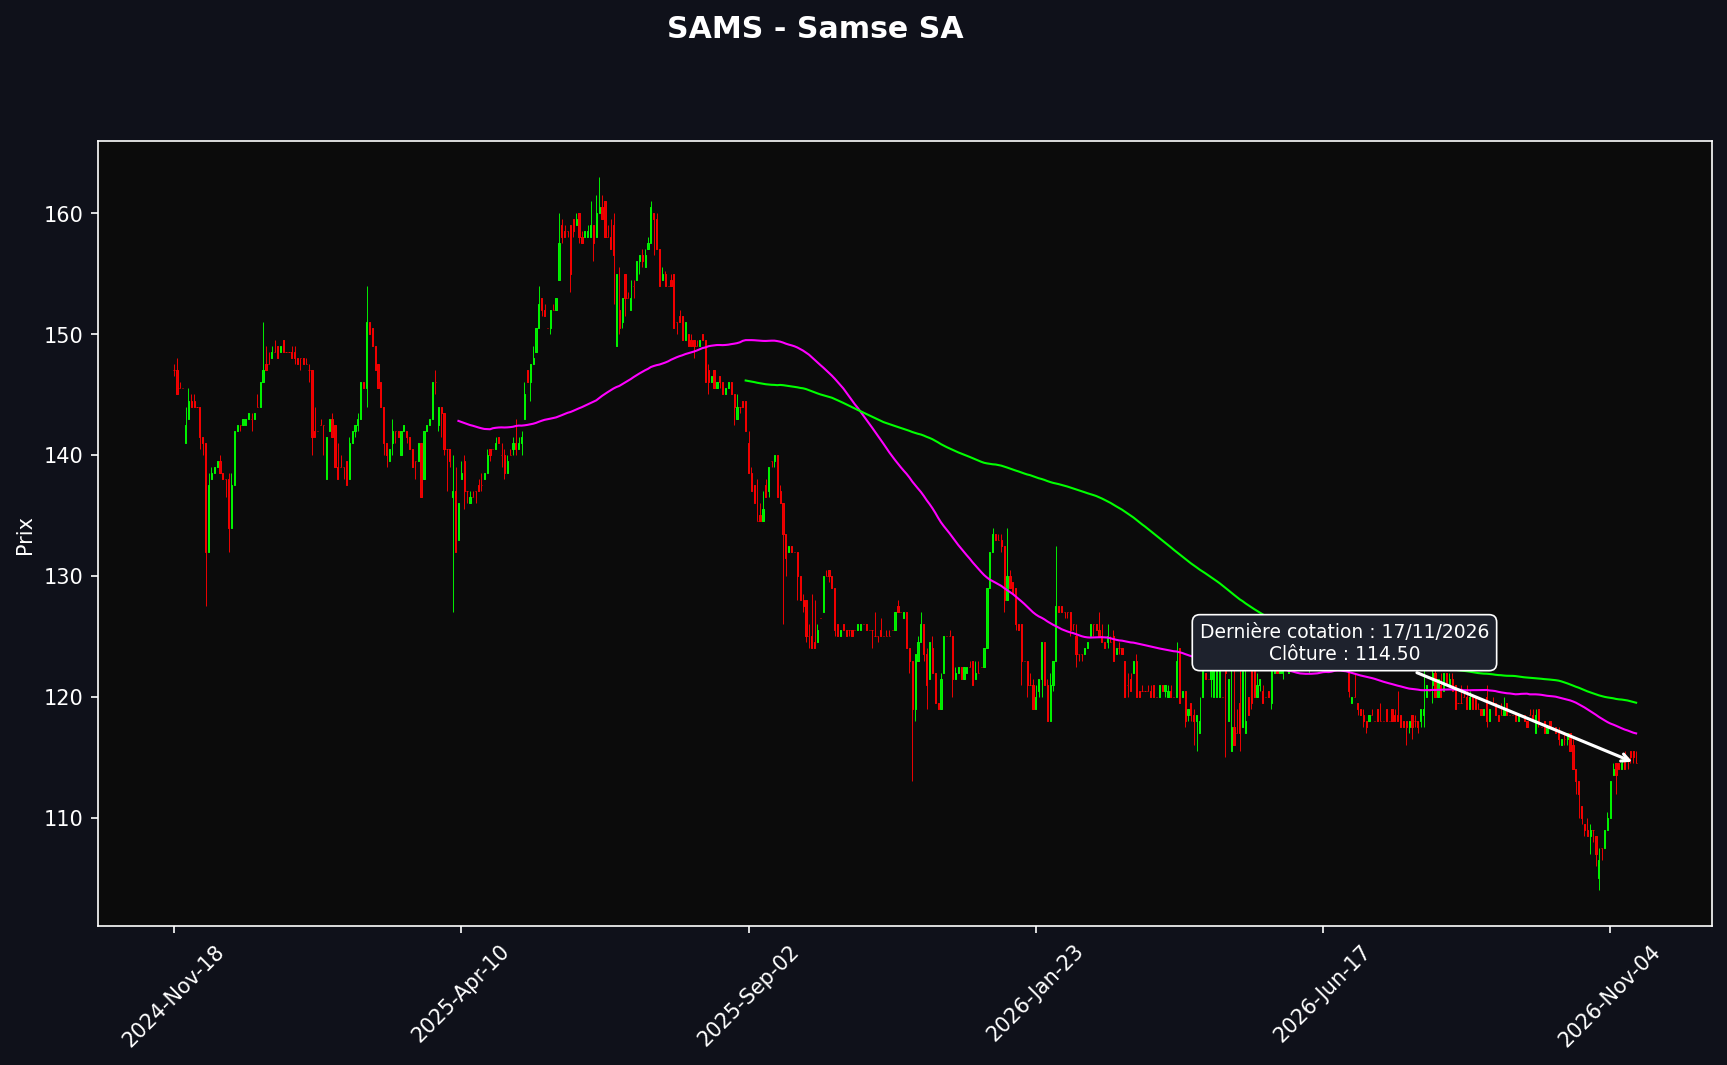 SAMS - Samse SA
Prix
160
150
140
130
120
110
Dernière cotation : 17/11/2026
Clôture : 114.50
2024-Nov-18
2025-Apr-10
2025-Sep-02
2026-Jan-23
2026-Jun-17
2026-Nov-04